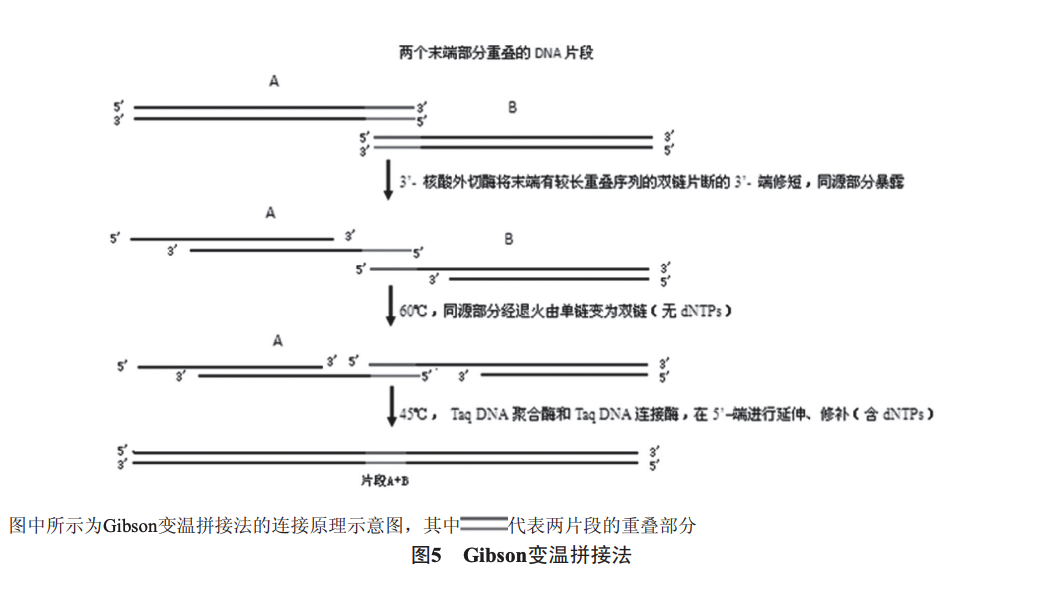 两个末端部分重叠的 DNA 片段
A
5′ 3′
3′ 5′
B
5′ 3′
3′ 5′
3’- 核酸外切酶将末端有较长重叠序列的双链片断的 3’- 端修短，同源部分暴露
A
5′ 3′
3′ 5′
B
5′ 3′
3′ 5′
60℃，同源部分经退火由单链变为双链（无 dNTPs）
A
5′ 3′ 5′ 3′
3′ 5′ 3′ 5′
45℃， Taq DNA 聚合酶和 Taq DNA 连接酶，在 5’-端进行延伸、修补（含 dNTPs）
5′ 3′
3′ 5′
片段A+B
图中所示为Gibson变温拼接法的连接原理示意图，其中 代表两片段的重叠部分
图5 Gibson变温拼接法